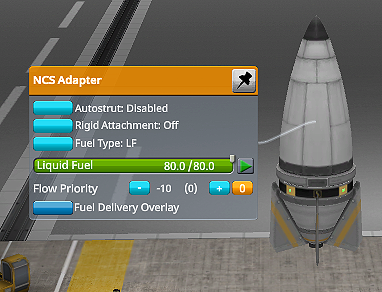 NCS Adapter
Autostrut: Disabled
Rigid Attachment: Off
Fuel Type: LF
Liquid Fuel 80.0 /80.0
Flow Priority - -10 (0) + 0
Fuel Delivery Overlay